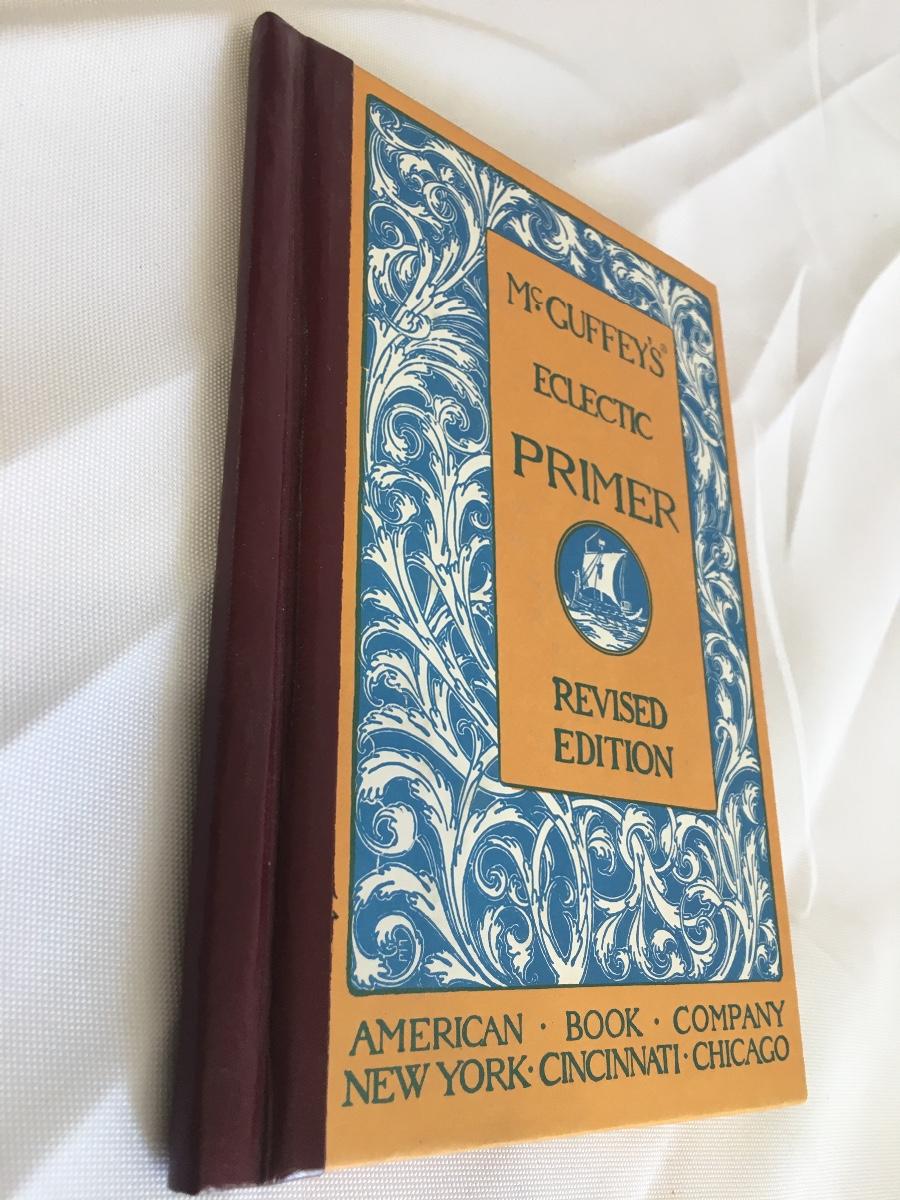 McGUFFEY'S®
ECLECTIC
PRIMER
REVISED
EDITION
AMERICAN · BOOK · COMPANY
NEW YORK · CINCINNATI · CHICAGO